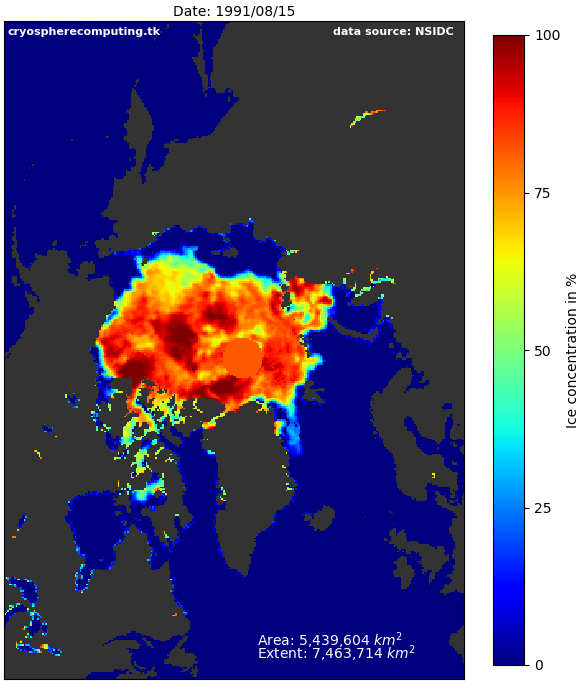 Date: 1991/08/15
cryospherecomputing.tk
data source: NSIDC
100
75
50
25
0
Ice concentration in %
Area: 5,439,604 km²
Extent: 7,463,714 km²